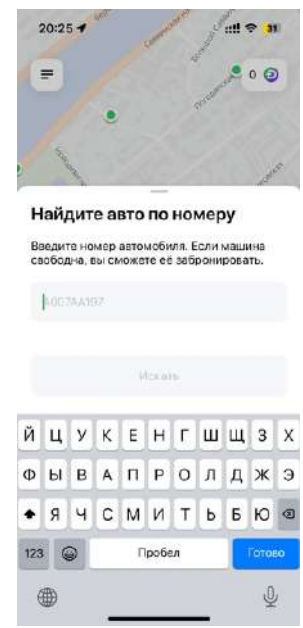 20:25
31
0
Найдите авто по номеру
Введите номер автомобиля. Если машина
свободна, вы сможете её забронировать.
А007АА197
Искать
Й Ц У К Е Н Г Ш Щ З Х
Ф Ы В А П Р О Л Д Ж Э
Я Ч С М И Т Ь Б Ю
123 Пробел Готово